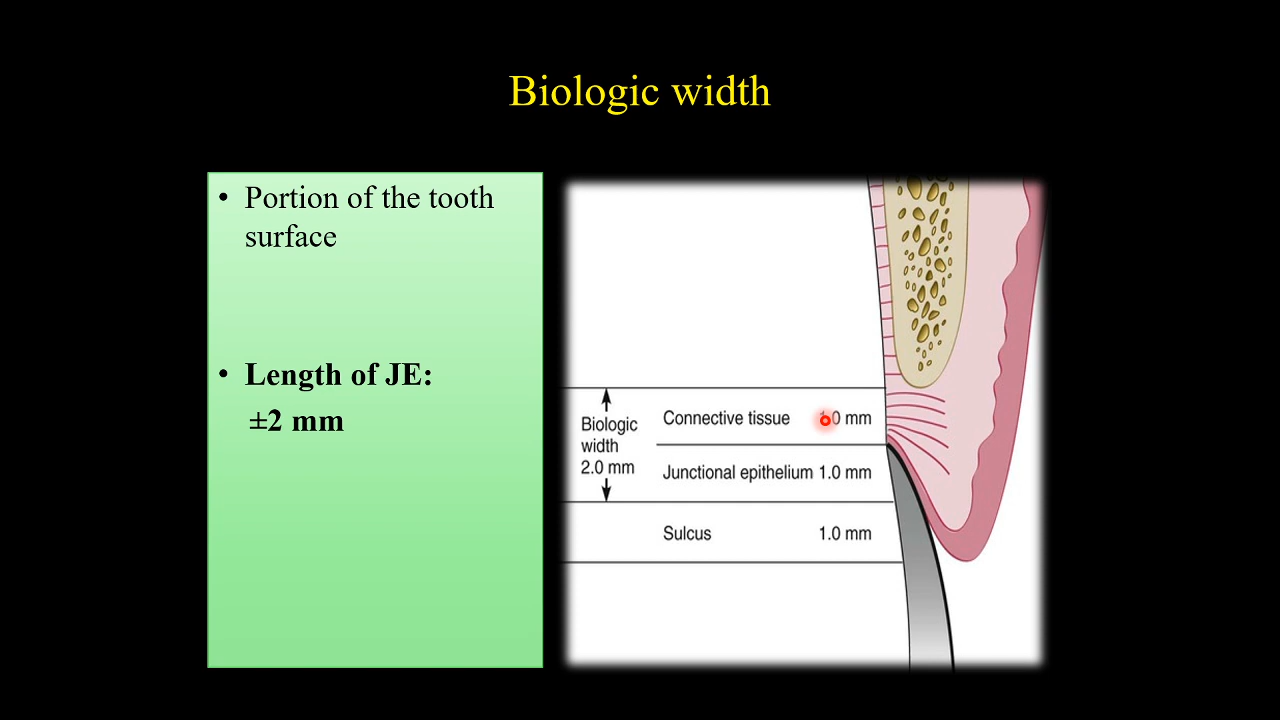 Biologic width
• Portion of the tooth
surface
• Length of JE:
±2 mm
Biologic
width
2.0 mm
Connective tissue 0 mm
Junctional epithelium 1.0 mm
Sulcus 1.0 mm